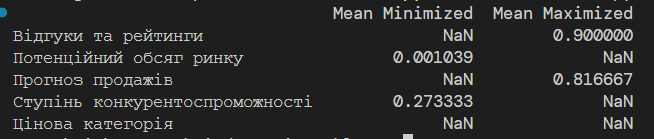 Mean Minimized Mean Maximized
Відгуки та рейтинги NaN 0.900000
Потенційний обсяг ринку 0.001039 NaN
Прогноз продажів NaN 0.816667
Ступінь конкурентоспроможності 0.273333 NaN
Цінова категорія NaN NaN